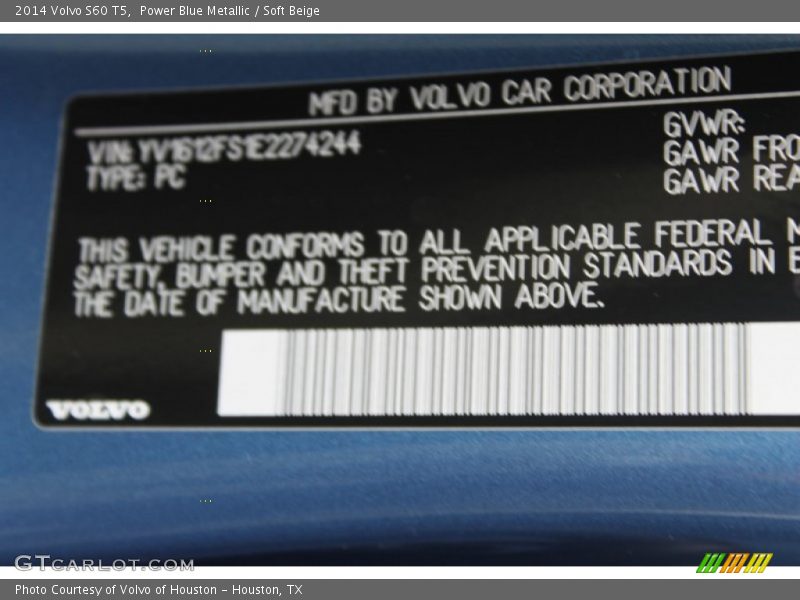 2014 Volvo S60 T5, Power Blue Metallic / Soft Beige
MFD BY VOLVO CAR CORPORATION
VIN: YV1612FS1E2274244
TYPE: PC
GVWR:
GAWR FRO
GAWR REA
THIS VEHICLE CONFORMS TO ALL APPLICABLE FEDERAL M
SAFETY, BUMPER AND THEFT PREVENTION STANDARDS IN E
THE DATE OF MANUFACTURE SHOWN ABOVE.
VOLVO
GTCARLOT.COM
Photo Courtesy of Volvo of Houston - Houston, TX